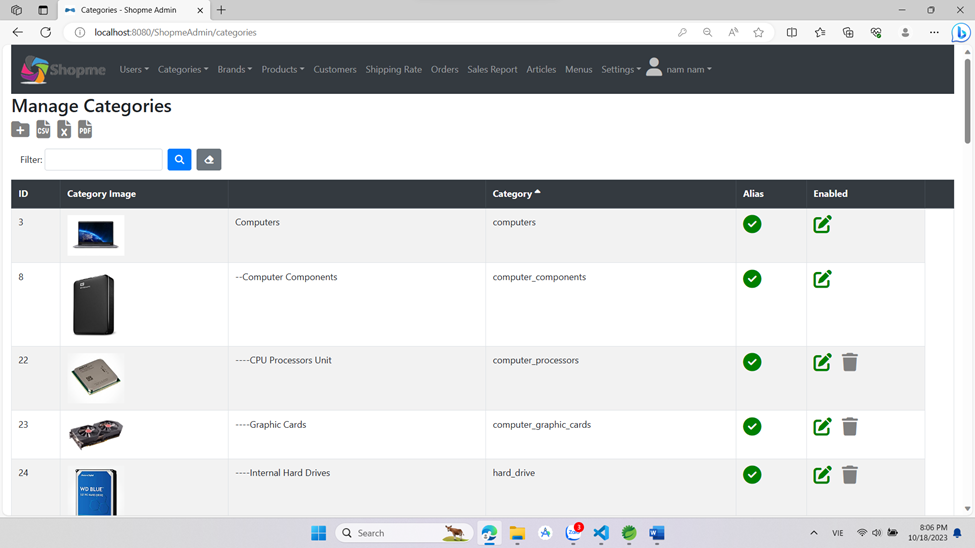 Categories - Shopme Admin
localhost:8080/ShopmeAdmin/categories
Shopme Users Categories Brands Products Customers Shipping Rate Orders Sales Report Articles Menus Settings nam nam
Manage Categories
CSV X PDF
Filter:
ID Category Image Category Alias Enabled
3 Computers computers
8 --Computer Components computer_components
22 ----CPU Processors Unit computer_processors
23 ----Graphic Cards computer_graphic_cards
24 ----Internal Hard Drives hard_drive
WD BLUE
Search 3 VIE 8:06 PM
10/18/2023